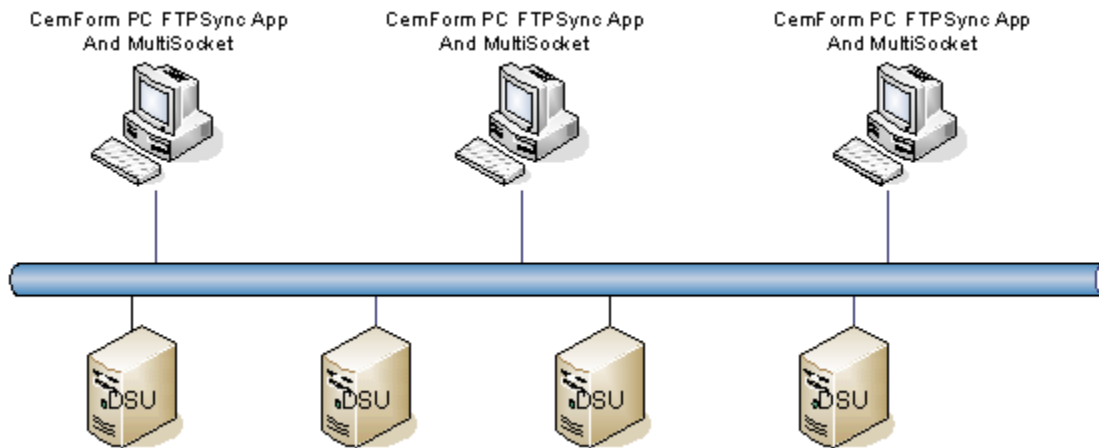 CemForm PC FTPSync App
And MultiSocket
CemForm PC FTPSync App
And MultiSocket
CemForm PC FTPSync App
And MultiSocket
DSU
DSU
DSU
DSU